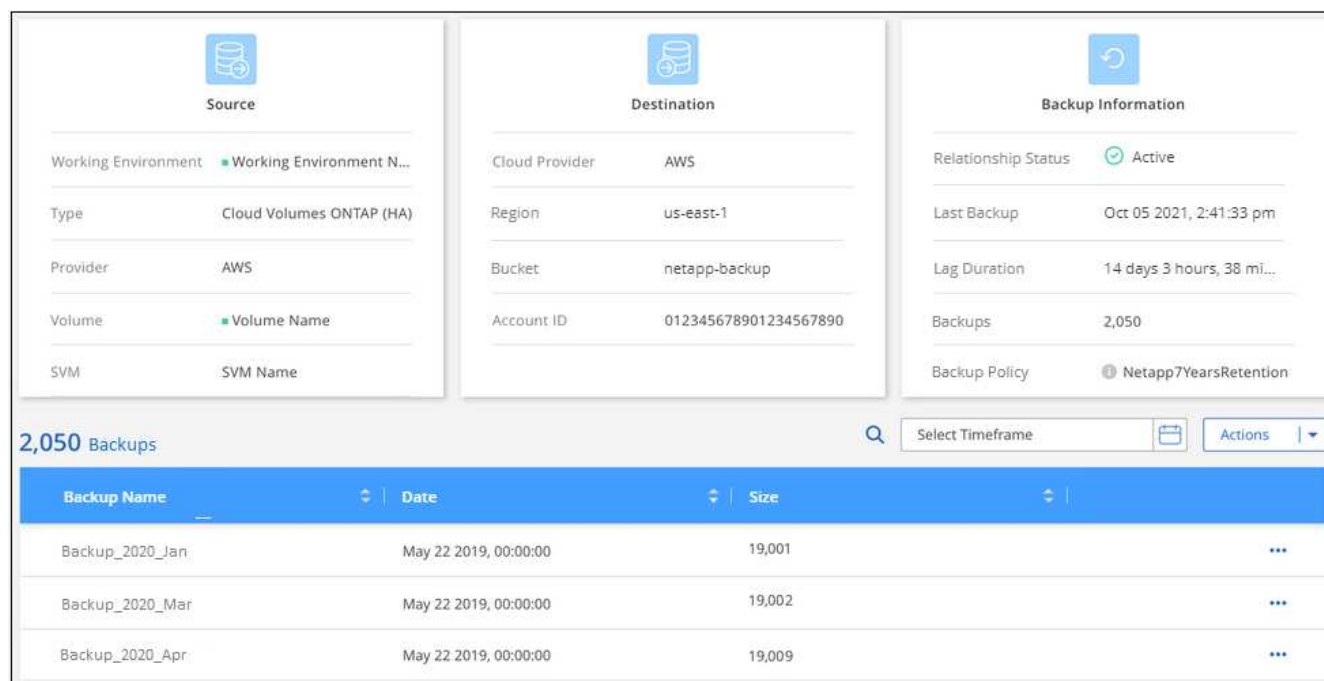 Source
Working Environment Working Environment N...
Type Cloud Volumes ONTAP (HA)
Provider AWS
Volume Volume Name
SVM SVM Name
Destination
Cloud Provider AWS
Region us-east-1
Bucket netapp-backup
Account ID 012345678901234567890
Backup Information
Relationship Status Active
Last Backup Oct 05 2021, 2:41:33 pm
Lag Duration 14 days 3 hours, 38 mi...
Backups 2,050
Backup Policy Netapp7YearsRetention
2,050 Backups
Select Timeframe
Actions
Backup Name Date Size
Backup_2020_Jan May 22 2019, 00:00:00 19,001 •••
Backup_2020_Mar May 22 2019, 00:00:00 19,002 •••
Backup_2020_Apr May 22 2019, 00:00:00 19,009 •••